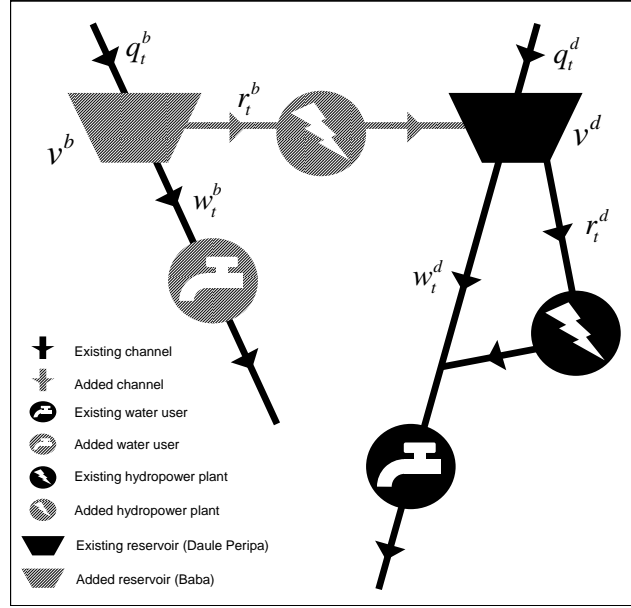 q_t^b
q_t^d
r_t^b
v^b
v^d
w_t^b
r_t^d
w_t^d
Existing channel
Added channel
Existing water user
Added water user
Existing hydropower plant
Added hydropower plant
Existing reservoir (Daule Peripa)
Added reservoir (Baba)